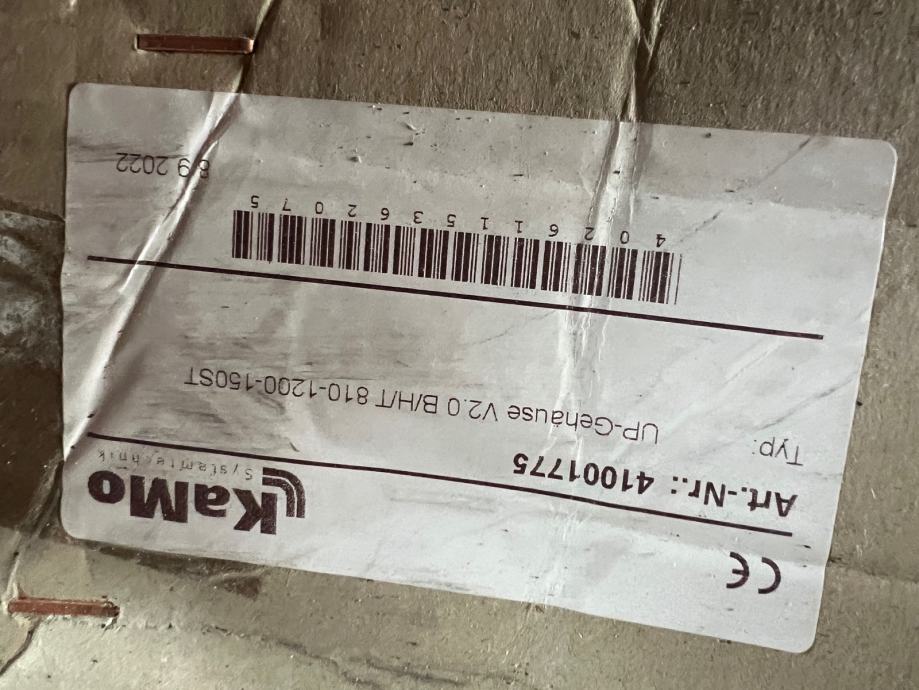 CE
KaMo
Systemtechnik
Art.-Nr.: 41001775
Typ: UP-Gehäuse V2.0 B/H/T 810-1200-150ST
4 0 2 6 1 1 5 3 6 2 0 7 5
8 9 2022